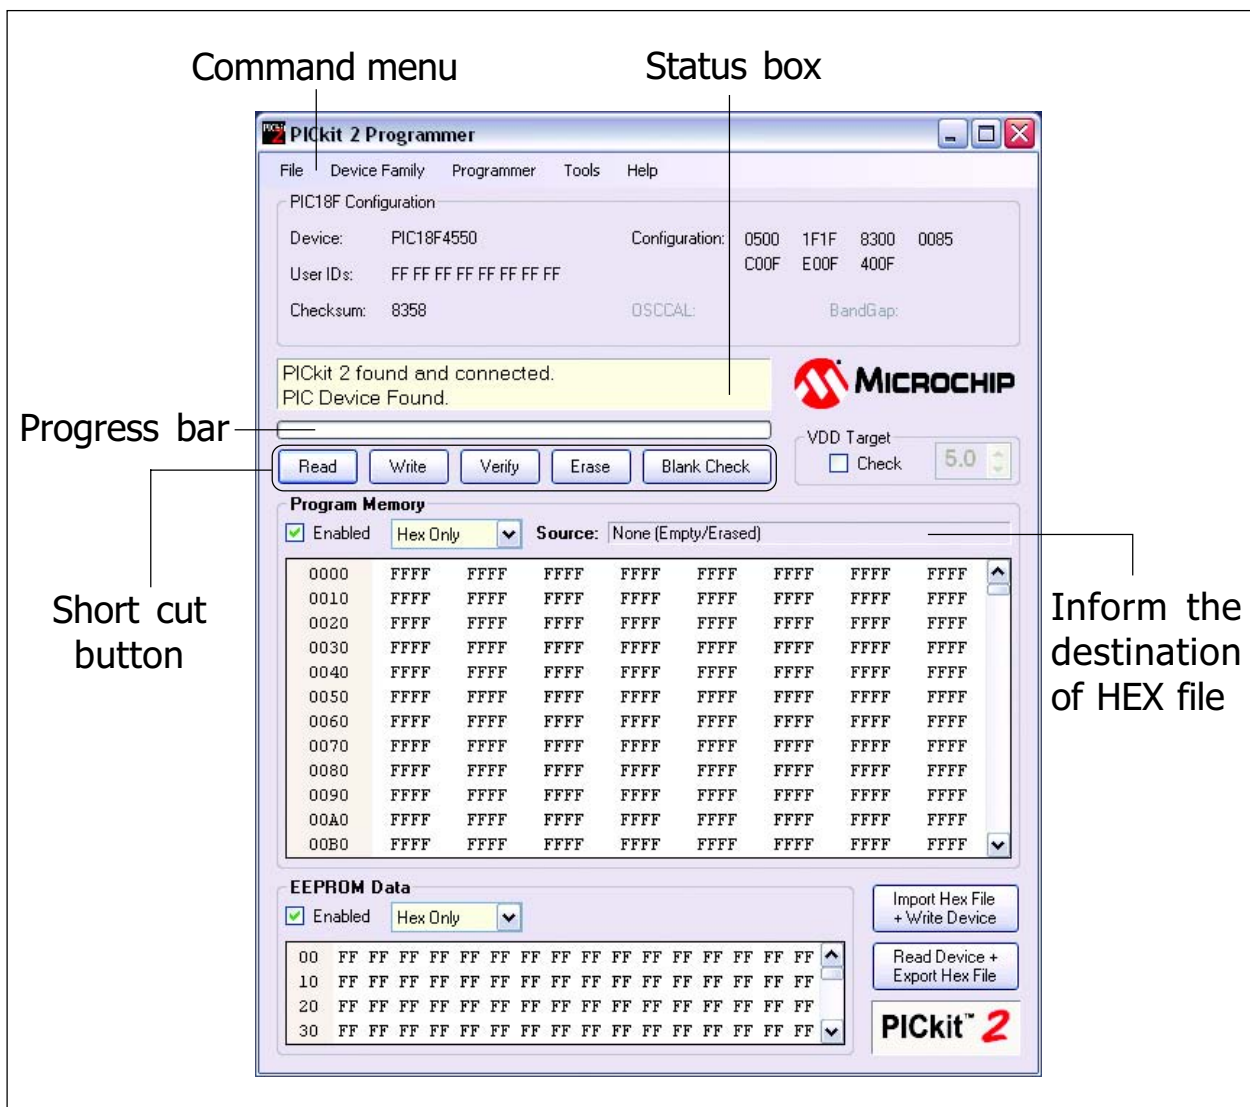 Command menu
Status box
PICkit 2 Programmer
File Device Family Programmer Tools Help
PIC18F Configuration
Device: PIC18F4550 Configuration: 0500 1F1F 8300 0085
C00F E00F 400F
User IDs: FF FF FF FF FF FF FF FF
Checksum: 8358 OSCCAL: BandGap:
PICkit 2 found and connected.
PIC Device Found.
MICROCHIP
Progress bar
VDD Target
Check 5.0
Read Write Verify Erase Blank Check
Short cut
button
Program Memory
Enabled Hex Only Source: None (Empty/Erased)
Inform the
destination
of HEX file
0000 FFFF FFFF FFFF FFFF FFFF FFFF FFFF FFFF
0010 FFFF FFFF FFFF FFFF FFFF FFFF FFFF FFFF
0020 FFFF FFFF FFFF FFFF FFFF FFFF FFFF FFFF
0030 FFFF FFFF FFFF FFFF FFFF FFFF FFFF FFFF
0040 FFFF FFFF FFFF FFFF FFFF FFFF FFFF FFFF
0050 FFFF FFFF FFFF FFFF FFFF FFFF FFFF FFFF
0060 FFFF FFFF FFFF FFFF FFFF FFFF FFFF FFFF
0070 FFFF FFFF FFFF FFFF FFFF FFFF FFFF FFFF
0080 FFFF FFFF FFFF FFFF FFFF FFFF FFFF FFFF
0090 FFFF FFFF FFFF FFFF FFFF FFFF FFFF FFFF
00A0 FFFF FFFF FFFF FFFF FFFF FFFF FFFF FFFF
00B0 FFFF FFFF FFFF FFFF FFFF FFFF FFFF FFFF
EEPROM Data
Enabled Hex Only
Import Hex File
+ Write Device
00 FF FF FF FF FF FF FF FF FF FF FF FF FF FF FF FF
10 FF FF FF FF FF FF FF FF FF FF FF FF FF FF FF FF
20 FF FF FF FF FF FF FF FF FF FF FF FF FF FF FF FF
30 FF FF FF FF FF FF FF FF FF FF FF FF FF FF FF FF
Read Device +
Export Hex File
PICkit™ 2